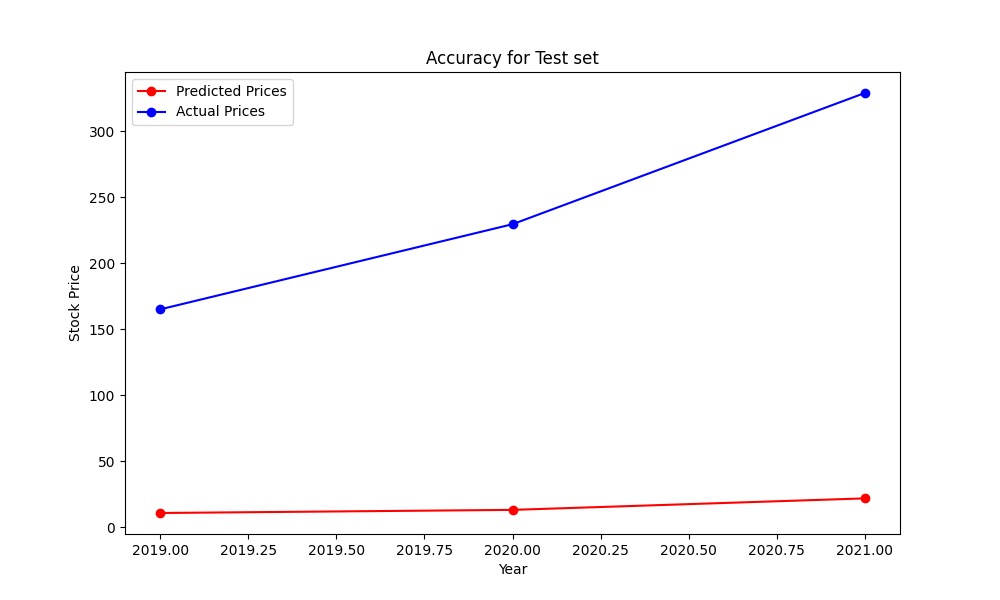 Accuracy for Test set
Predicted Prices
Actual Prices
300
250
200
150
100
50
0
Stock Price
2019.00 2019.25 2019.50 2019.75 2020.00 2020.25 2020.50 2020.75 2021.00
Year